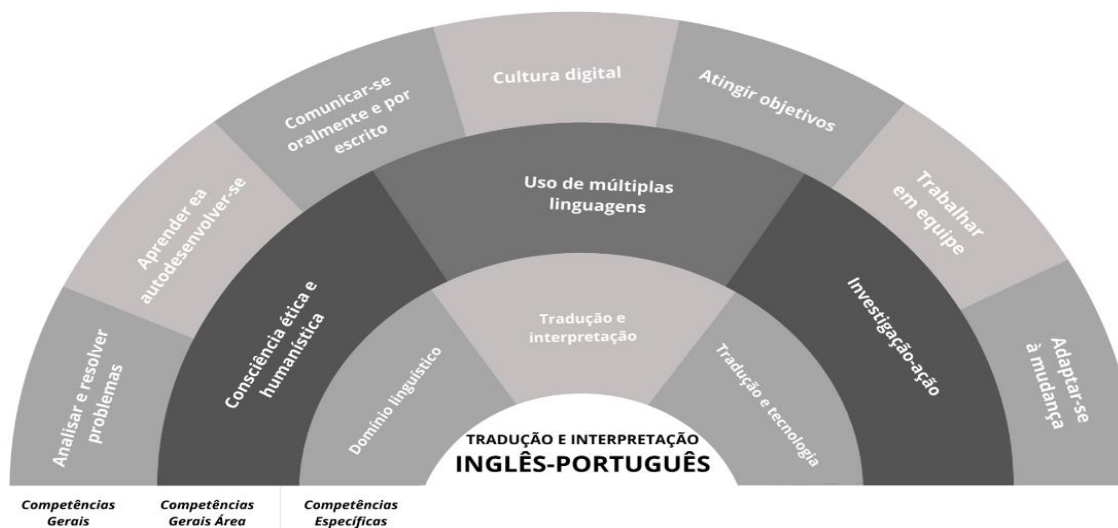 Analisar e resolver
problemas
Aprender ea
autodesenvolver-se
Comunicar-se
oralmente e por
escrito
Cultura digital
Atingir objetivos
Trabalhar
em equipe
Adaptar-se
à mudança
Consciência ética e
humanística
Uso de múltiplas
linguagens
Investigação-ação
Domínio linguístico
Tradução e
interpretação
Tradução e tecnologia
TRADUÇÃO E INTERPRETAÇÃO
INGLÊS-PORTUGUÊS
Competências
Gerais
Competências
Gerais Área
Competências
Específicas